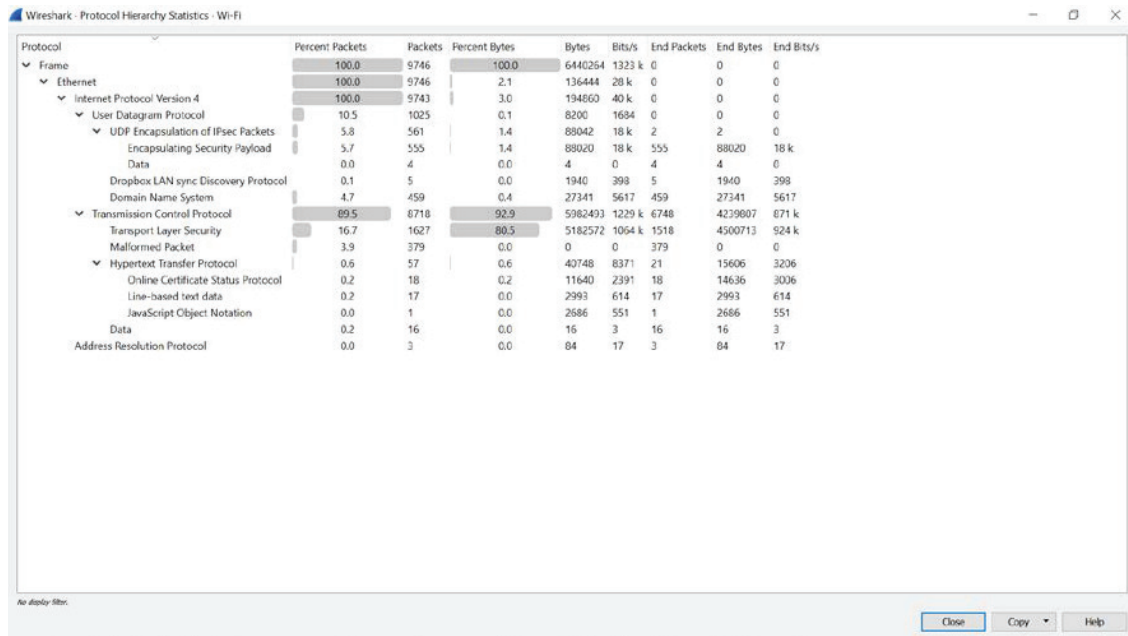 Wireshark · Protocol Hierarchy Statistics · Wi-Fi
Protocol Percent Packets Packets Percent Bytes Bytes Bits/s End Packets End Bytes End Bits/s
Frame 100.0 9746 100.0 6440264 1323 k 0 0 0
Ethernet 100.0 9746 2.1 136444 28 k 0 0 0
Internet Protocol Version 4 100.0 9743 3.0 194860 40 k 0 0 0
User Datagram Protocol 10.5 1025 0.1 8200 1684 0 0 0
UDP Encapsulation of IPsec Packets 5.8 561 1.4 88042 18 k 2 2 0
Encapsulating Security Payload 5.7 555 1.4 88020 18 k 555 88020 18 k
Data 0.0 4 0.0 4 0 4 4 0
Dropbox LAN sync Discovery Protocol 0.1 5 0.0 1940 398 5 1940 398
Domain Name System 4.7 459 0.4 27341 5617 459 27341 5617
Transmission Control Protocol 89.5 8718 92.9 5982493 1229 k 6748 4239807 871 k
Transport Layer Security 16.7 1627 80.5 5182572 1064 k 1518 4500713 924 k
Malformed Packet 3.9 379 0.0 0 0 379 0 0
Hypertext Transfer Protocol 0.6 57 0.6 40748 8371 21 15606 3206
Online Certificate Status Protocol 0.2 18 0.2 11640 2391 18 14636 3006
Line-based text data 0.2 17 0.0 2993 614 17 2993 614
JavaScript Object Notation 0.0 1 0.0 2686 551 1 2686 551
Data 0.2 16 0.0 16 3 16 16 3
Address Resolution Protocol 0.0 3 0.0 84 17 3 84 17
No display filter.
Close Copy Help